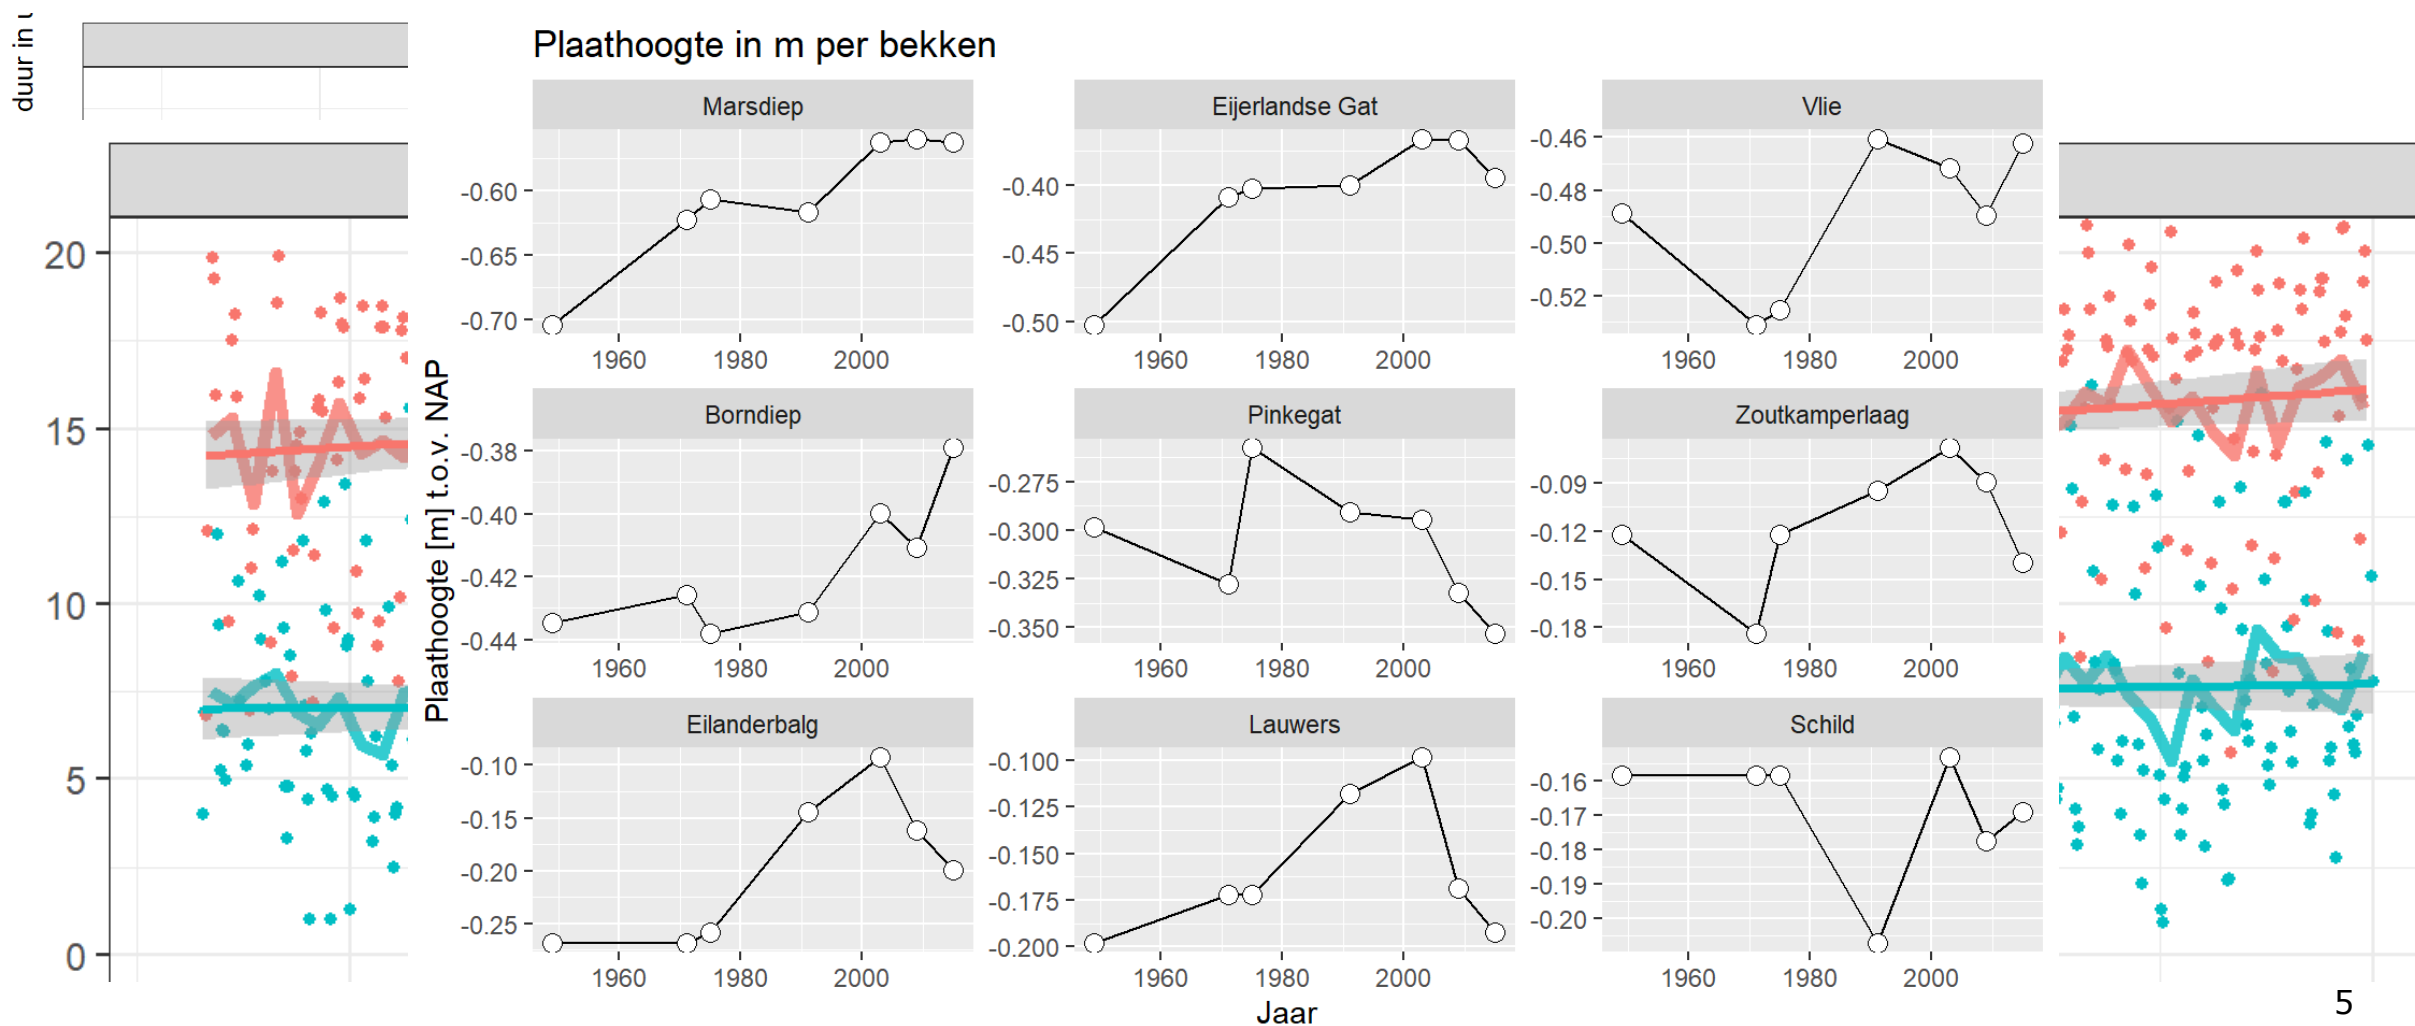 duur in
Plaathoogte in m per bekken
Marsdiep
Eijerlandse Gat
Vlie
-0.60
-0.65
-0.70
1960 1980 2000
-0.40
-0.45
-0.50
1960 1980 2000
-0.46
-0.48
-0.50
-0.52
1960 1980 2000
Borndiep
Pinkegat
Zoutkamperlaag
-0.38
-0.40
-0.42
-0.44
1960 1980 2000
-0.275
-0.300
-0.325
-0.350
1960 1980 2000
-0.09
-0.12
-0.15
-0.18
1960 1980 2000
Eilanderbalg
Lauwers
Schild
-0.10
-0.15
-0.20
-0.25
1960 1980 2000
-0.100
-0.125
-0.150
-0.175
-0.200
1960 1980 2000
-0.16
-0.17
-0.18
-0.19
-0.20
1960 1980 2000
Plaathoogte [m] t.o.v. NAP
Jaar
20
15
10
5
0
5